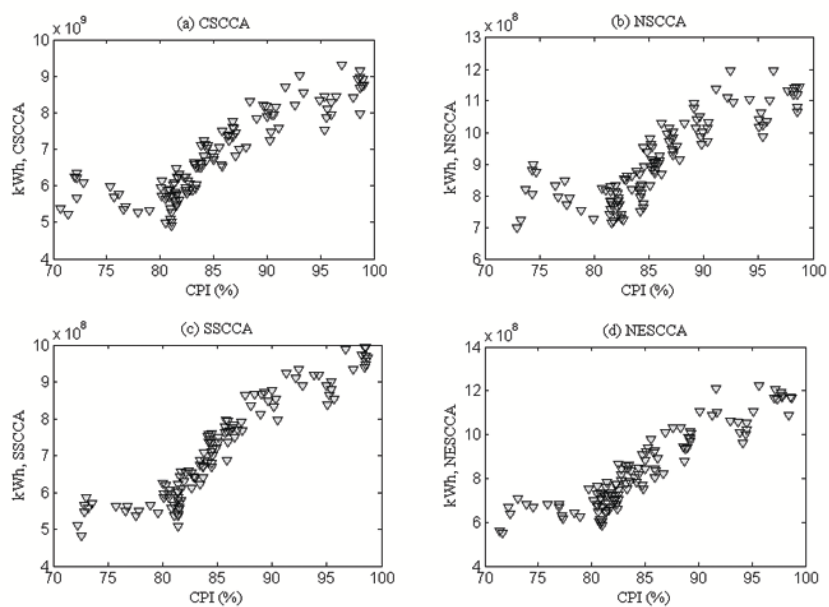 x 10^9
(a) CSCCA
10
9
8
7
6
5
4
kWh, CSCCA
70 75 80 85 90 95 100
CPI (%)
x 10^8
(b) NSCCA
13
12
11
10
9
8
7
6
kWh, NSCCA
70 75 80 85 90 95 100
CPI (%)
x 10^8
(c) SSCCA
10
9
8
7
6
5
4
kWh, SSCCA
70 75 80 85 90 95 100
CPI (%)
x 10^8
(d) NESCCA
14
12
10
8
6
4
kWh, NESCCA
70 75 80 85 90 95 100
CPI (%)